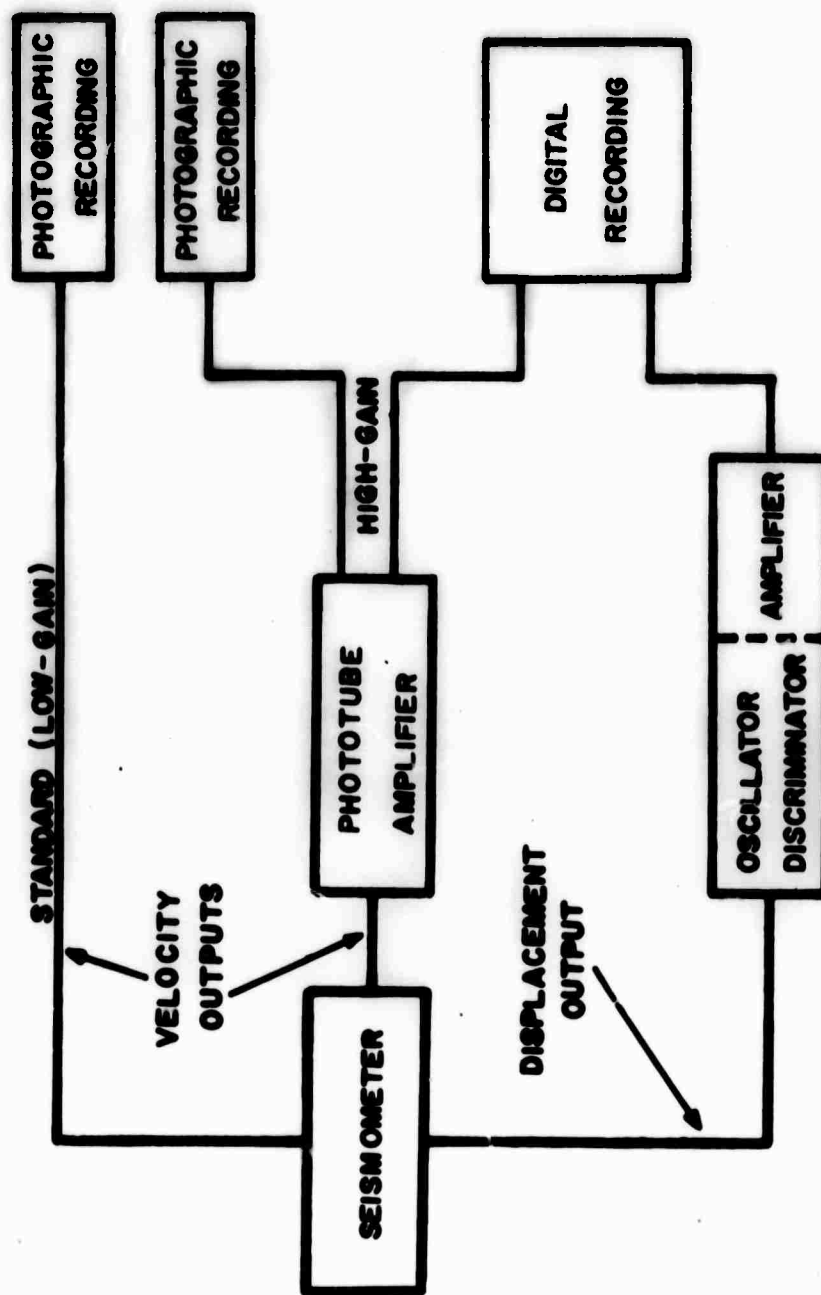 STANDARD (LOW-GAIN)
PHOTOGRAPHIC
RECORDING
VELOCITY
OUTPUTS
PHOTOGRAPHIC
RECORDING
SEISMOMETER
PHOTOTUBE
AMPLIFIER
HIGH-GAIN
DIGITAL
RECORDING
DISPLACEMENT
OUTPUT
OSCILLATOR
DISCRIMINATOR
AMPLIFIER